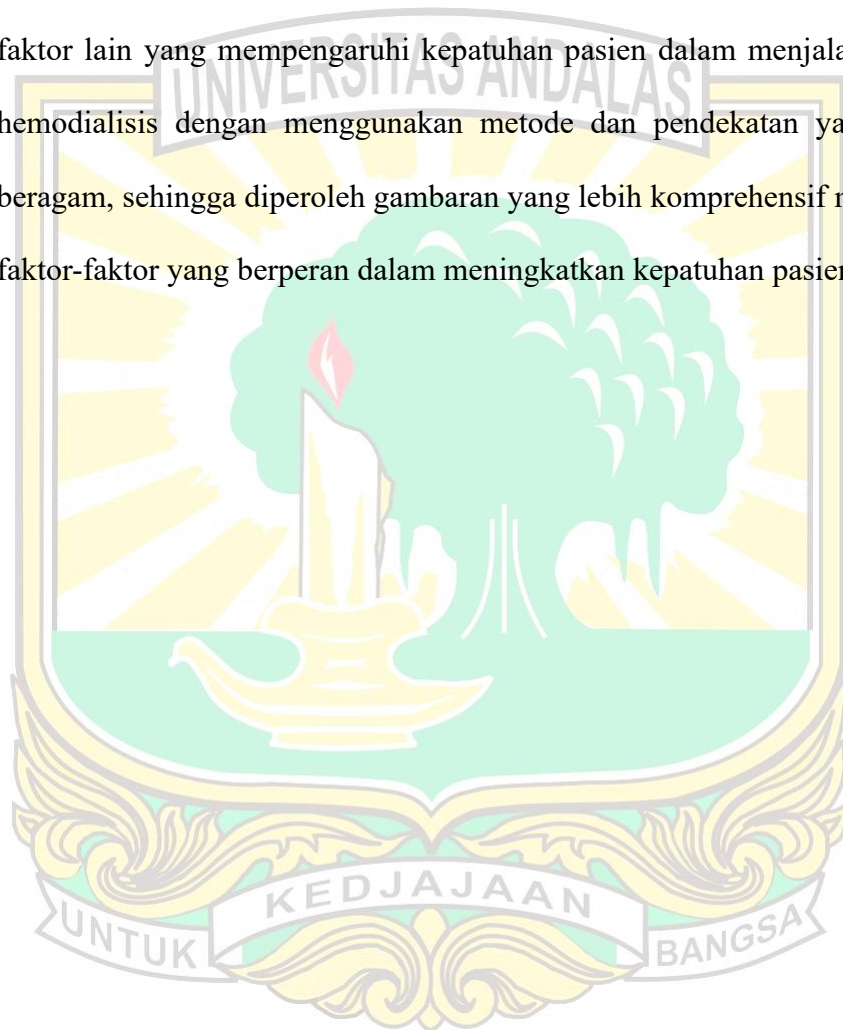 faktor lain yang mempengaruhi kepatuhan pasien dalam menjala
UNIVERSITAS ANDALAS
hemodialisis dengan menggunakan metode dan pendekatan ya
beragam, sehingga diperoleh gambaran yang lebih komprehensif
faktor-faktor yang berperan dalam meningkatkan kepatuhan pasien
UNTUK KEDJAJAAN BANGSA